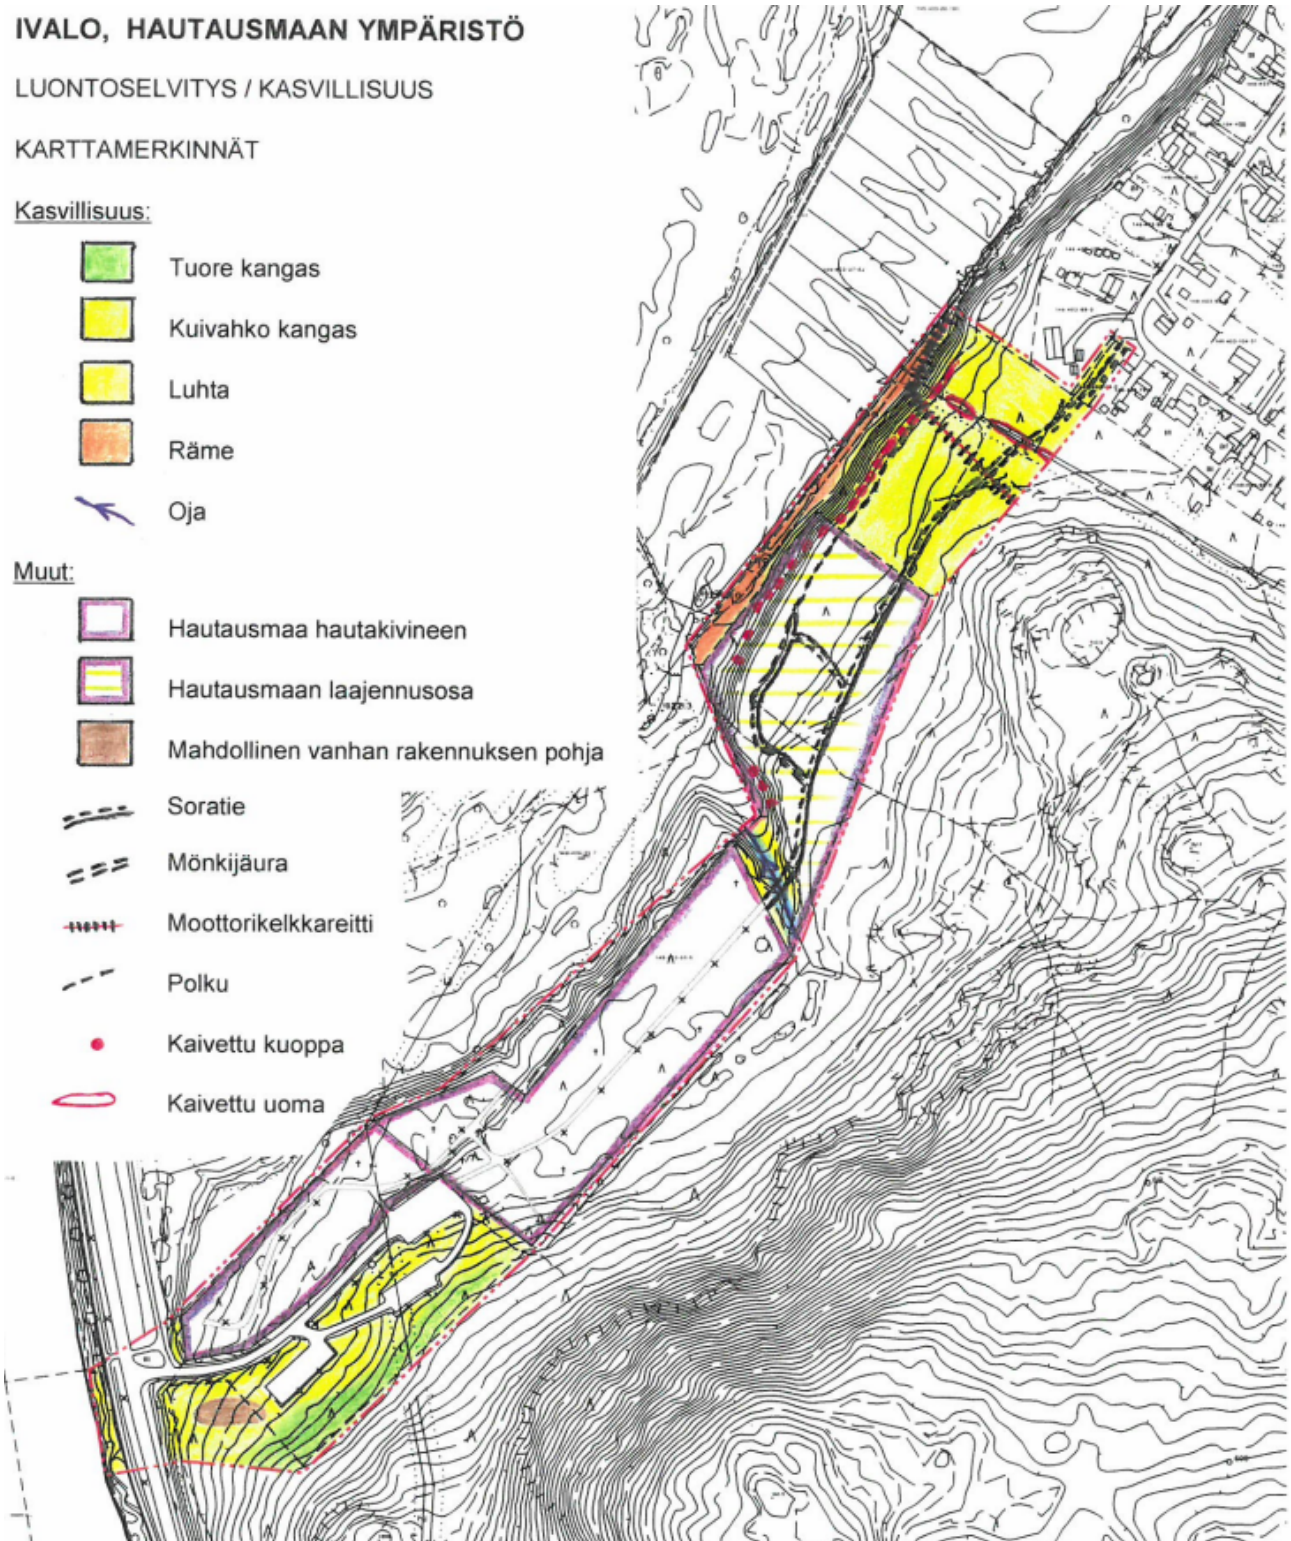 IVALO, HAUTAUSMAAN YMPÄRISTÖ
LUONTOSELVITYS / KASVILLISUUS
KARTTAMERKINNÄT
Kasvillisuus:
Tuore kangas
Kuivahko kangas
Luhta
Räme
Oja
Muut:
Hautausmaa hautakivineen
Hautausmaan laajennusosa
Mahdollinen vanhan rakennuksen pohja
Soratie
Mönkijäura
Moottorikelkkareitti
Polku
Kaivettu kuoppa
Kaivettu uoma